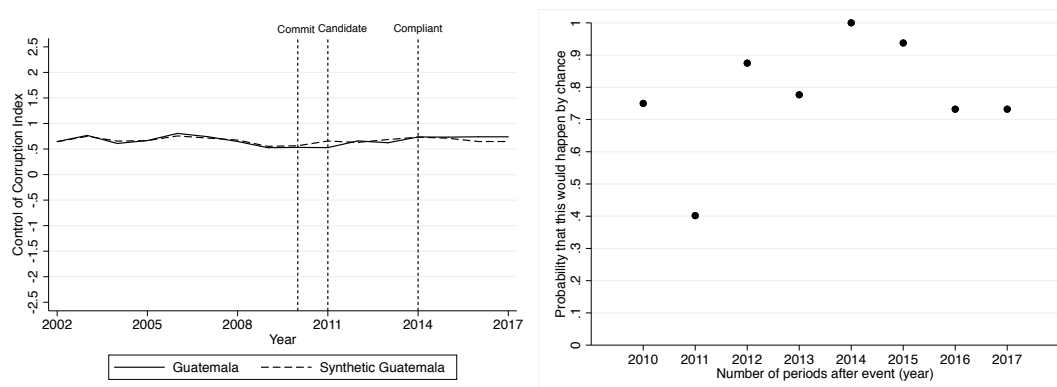 Commit Candidate Compliant
Control of Corruption Index
2.5
2
1.5
1
.5
0
-.5
-1
-1.5
-2
-2.5
2002 2005 2008 2011 2014 2017
Year
Guatemala Synthetic Guatemala
Probability that this would happen by chance
1
.9
.8
.7
.6
.5
.4
.3
.2
.1
0
2010 2011 2012 2013 2014 2015 2016 2017
Number of periods after event (year)